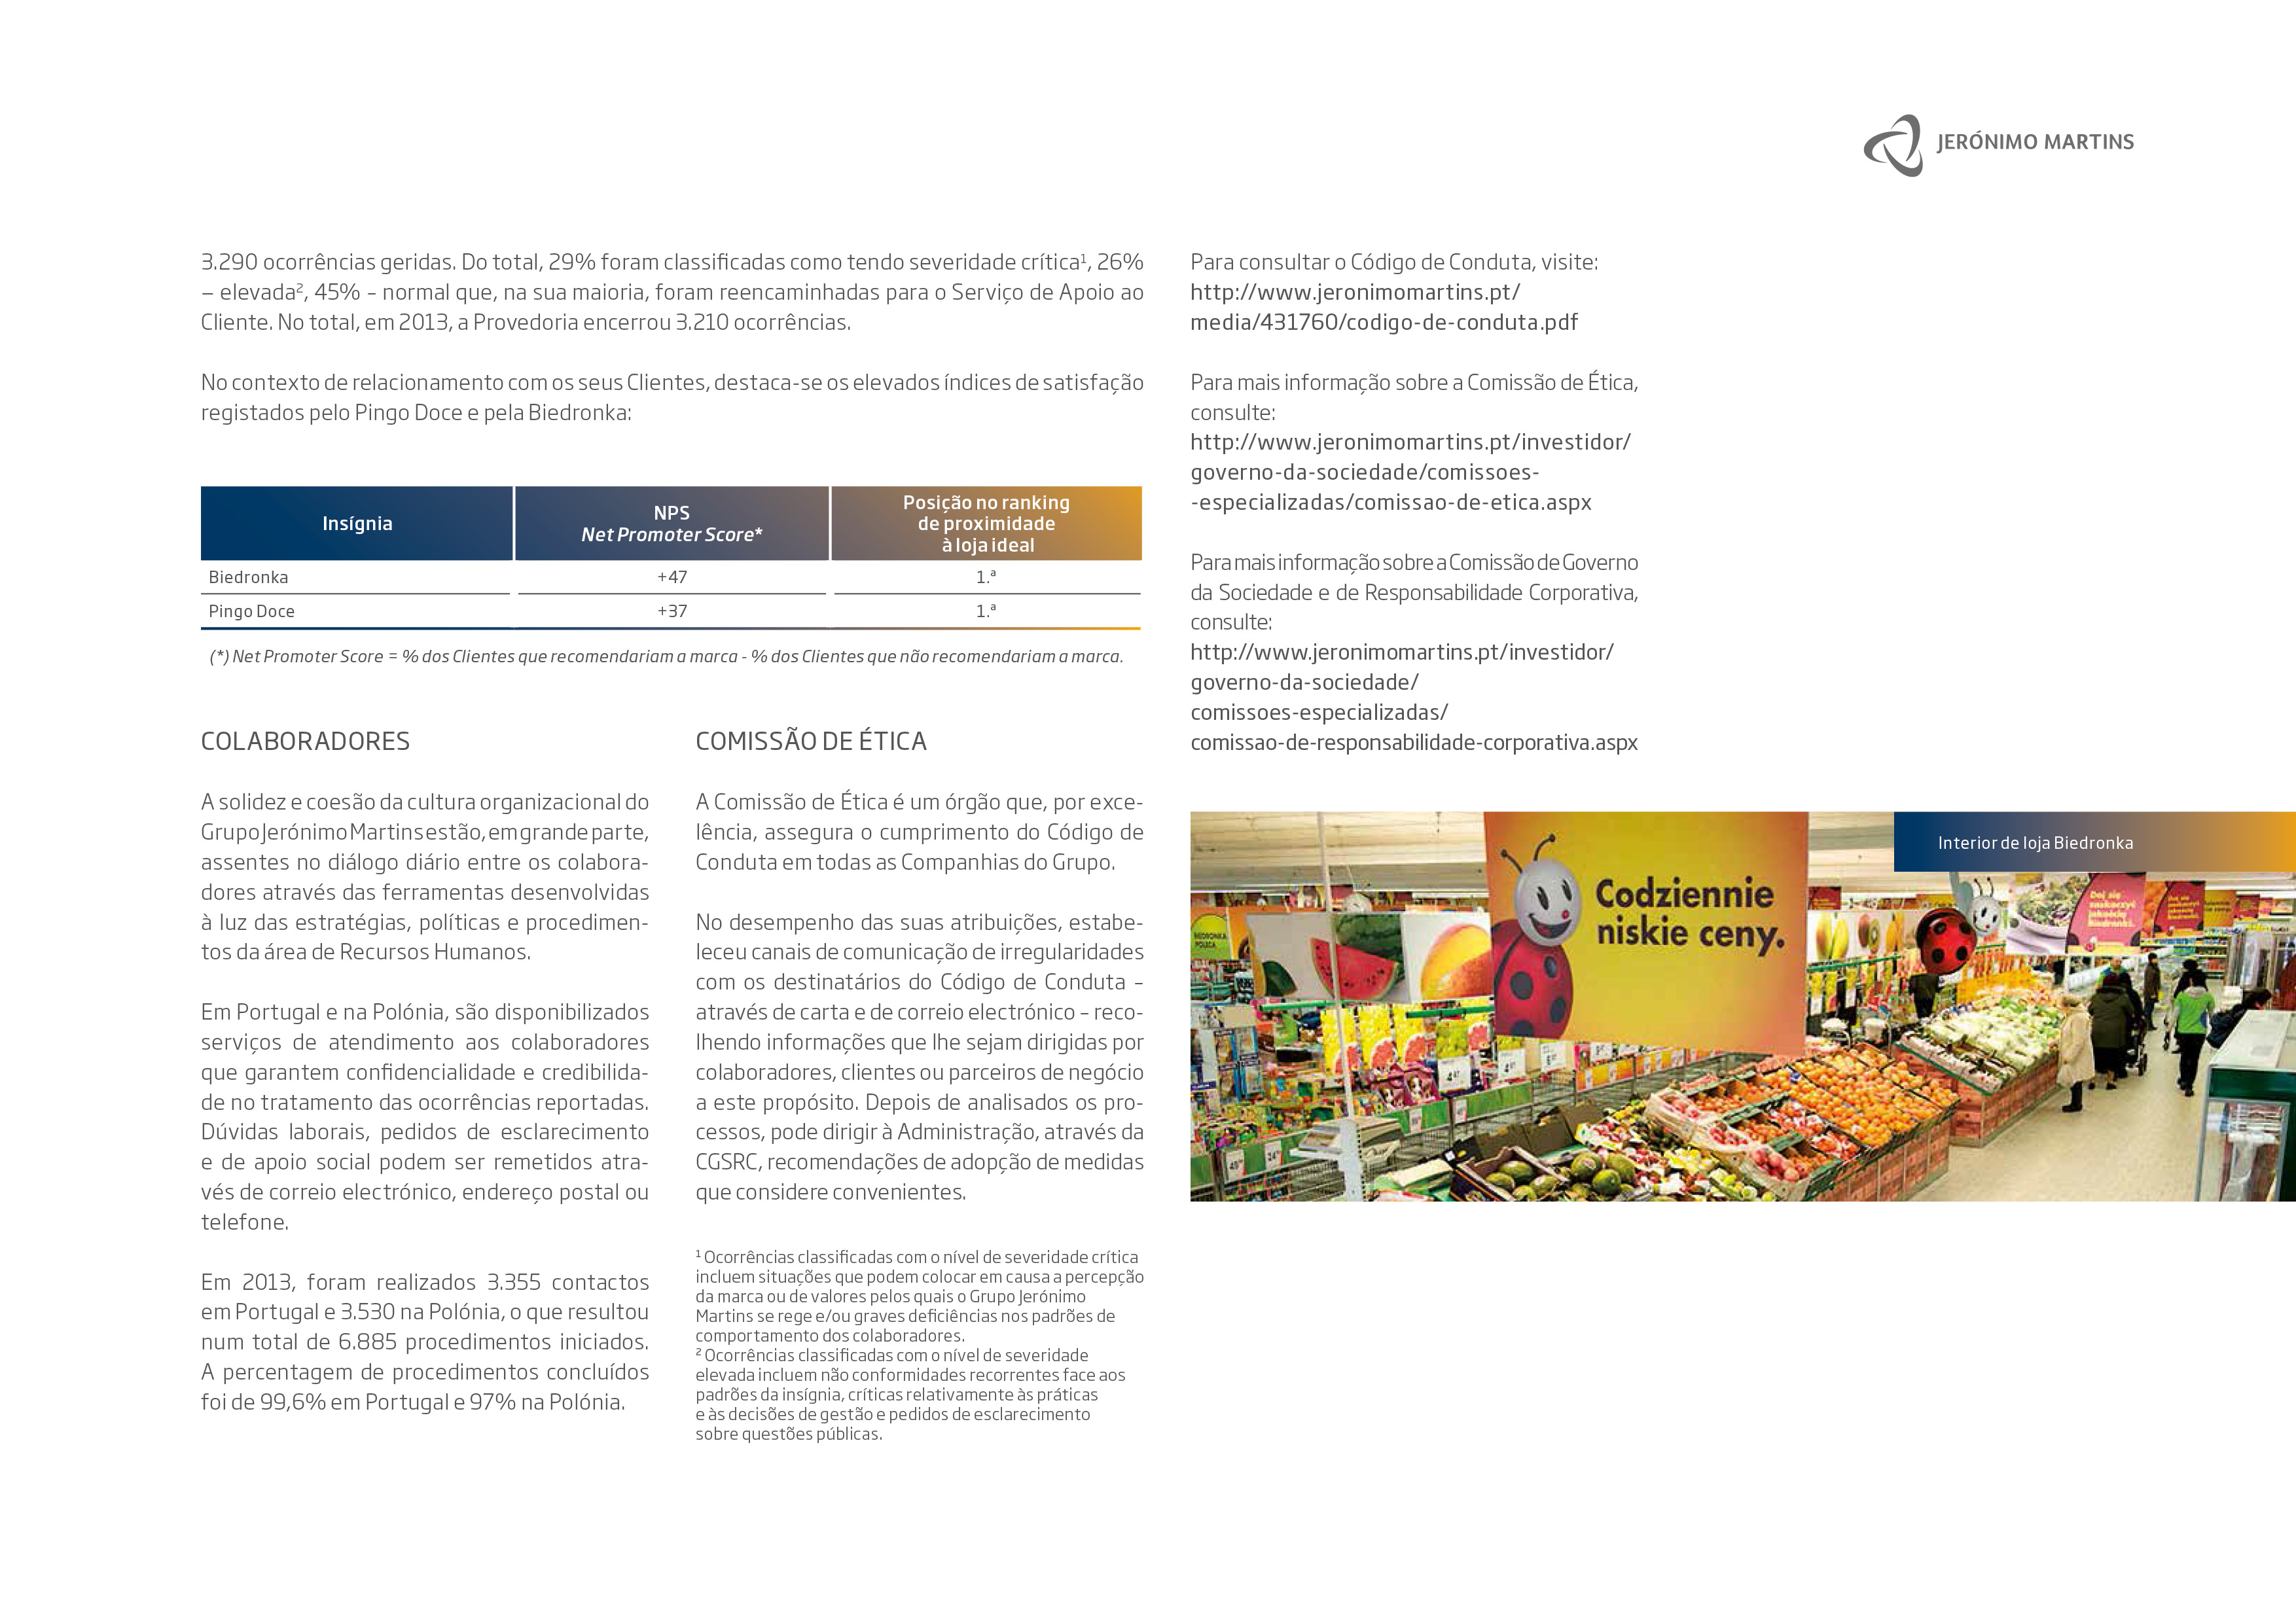 JERÓNIMO MARTINS
3.290 ocorrências geridas. Do total, 29% foram classificadas como tendo severidade crítica¹, 26%
– elevada², 45% – normal que, na sua maioria, foram reencaminhadas para o Serviço de Apoio ao
Cliente. No total, em 2013, a Provedoria encerrou 3.210 ocorrências.
No contexto de relacionamento com os seus Clientes, destaca-se os elevados índices de satisfação
registados pelo Pingo Doce e pela Biedronka:
Insígnia
NPS
Net Promoter Score*
Posição no ranking
de proximidade
à loja ideal
Biedronka +47 1.ª
Pingo Doce +37 1.ª
(*) Net Promoter Score = % dos Clientes que recomendariam a marca - % dos Clientes que não recomendariam a marca.
COLABORADORES
A solidez e coesão da cultura organizacional do
Grupo Jerónimo Martins estão, em grande parte,
assentes no diálogo diário entre os colabora-
dores através das ferramentas desenvolvidas
à luz das estratégias, políticas e procedimen-
tos da área de Recursos Humanos.
Em Portugal e na Polónia, são disponibilizados
serviços de atendimento aos colaboradores
que garantem confidencialidade e credibilida-
de no tratamento das ocorrências reportadas.
Dúvidas laborais, pedidos de esclarecimento
e de apoio social podem ser remetidos atra-
vés de correio electrónico, endereço postal ou
telefone.
Em 2013, foram realizados 3.355 contactos
em Portugal e 3.530 na Polónia, o que resultou
num total de 6.885 procedimentos iniciados.
A percentagem de procedimentos concluídos
foi de 99,6% em Portugal e 97% na Polónia.
COMISSÃO DE ÉTICA
A Comissão de Ética é um órgão que, por exce-
lência, assegura o cumprimento do Código de
Conduta em todas as Companhias do Grupo.
No desempenho das suas atribuições, estabe-
leceu canais de comunicação de irregularidades
com os destinatários do Código de Conduta –
através de carta e de correio electrónico – reco-
lhendo informações que lhe sejam dirigidas por
colaboradores, clientes ou parceiros de negócio
a este propósito. Depois de analisados os pro-
cessos, pode dirigir à Administração, através da
CGSRC, recomendações de adopção de medidas
que considere convenientes.
¹ Ocorrências classificadas com o nível de severidade crítica
incluem situações que podem colocar em causa a percepção
da marca ou de valores pelos quais o Grupo Jerónimo
Martins se rege e/ou graves deficiências nos padrões de
comportamento dos colaboradores.
² Ocorrências classificadas com o nível de severidade
elevada incluem não conformidades recorrentes face aos
padrões da insígnia, críticas relativamente às práticas
e às decisões de gestão e pedidos de esclarecimento
sobre questões públicas.
Para consultar o Código de Conduta, visite:
http://www.jeronimomartins.pt/
media/431760/codigo-de-conduta.pdf
Para mais informação sobre a Comissão de Ética,
consulte:
http://www.jeronimomartins.pt/investidor/
governo-da-sociedade/comissoes-
-especializadas/comissao-de-etica.aspx
Para mais informação sobre a Comissão de Governo
da Sociedade e de Responsabilidade Corporativa,
consulte:
http://www.jeronimomartins.pt/investidor/
governo-da-sociedade/
comissoes-especializadas/
comissao-de-responsabilidade-corporativa.aspx
Interior de loja Biedronka
Codziennie
niskie ceny.
BIEDRONKA
POLECA